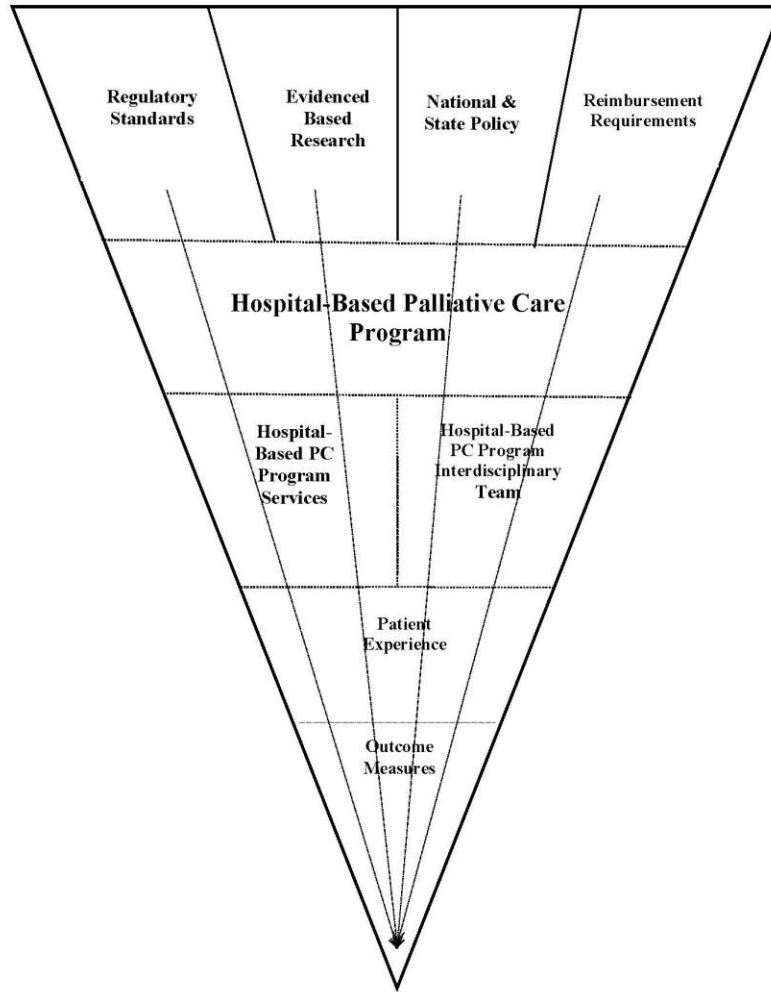 Regulatory
Standards
Evidenced
Based
Research
National &
State Policy
Reimbursement
Requirements
Hospital-Based Palliative Care
Program
Hospital-
Based PC
Program
Services
Hospital-Based
PC Program
Interdisciplinary
Team
Patient
Experience
Outcome
Measures